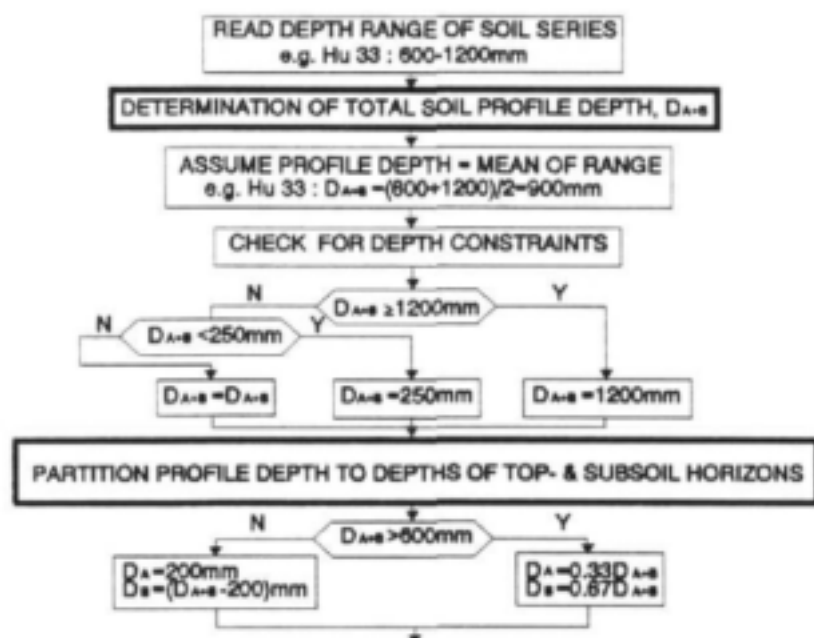 READ DEPTH RANGE OF SOIL SERIES
e.g. Hu 33 : 600-1200mm
DETERMINATION OF TOTAL SOIL PROFILE DEPTH, DA+B
ASSUME PROFILE DEPTH = MEAN OF RANGE
e.g. Hu 33 : DA+B =(600+1200)/2=900mm
CHECK FOR DEPTH CONSTRAINTS
N DA+B ≥1200mm Y
N DA+B <250mm Y
DA+B =DA+B
DA+B =250mm
DA+B =1200mm
PARTITION PROFILE DEPTH TO DEPTHS OF TOP- & SUBSOIL HORIZONS
N DA+B >600mm Y
DA=200mm
DB=(DA+B -200)mm
DA=0.33DA+B
DB=0.67DA+B